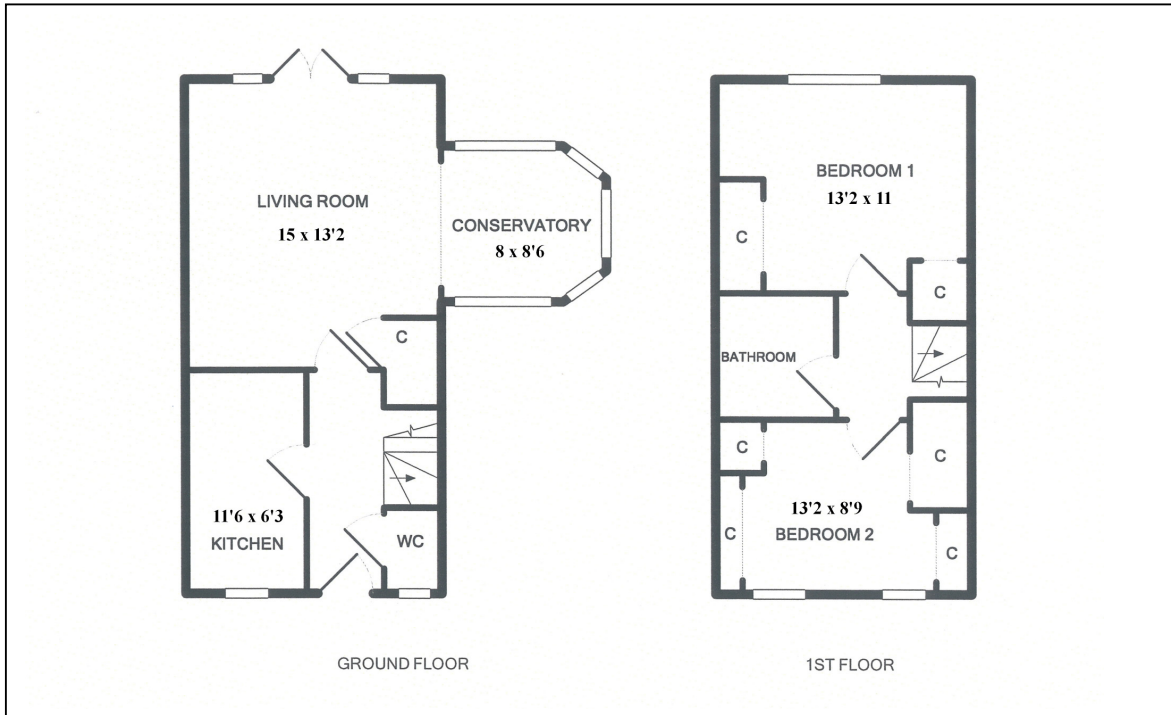 LIVING ROOM
15 x 13'2
CONSERVATORY
8 x 8'6
C
11'6 x 6'3
KITCHEN
WC
GROUND FLOOR
BEDROOM 1
13'2 x 11
C
C
BATHROOM
C
C
13'2 x 8'9
BEDROOM 2
C
C
1ST FLOOR